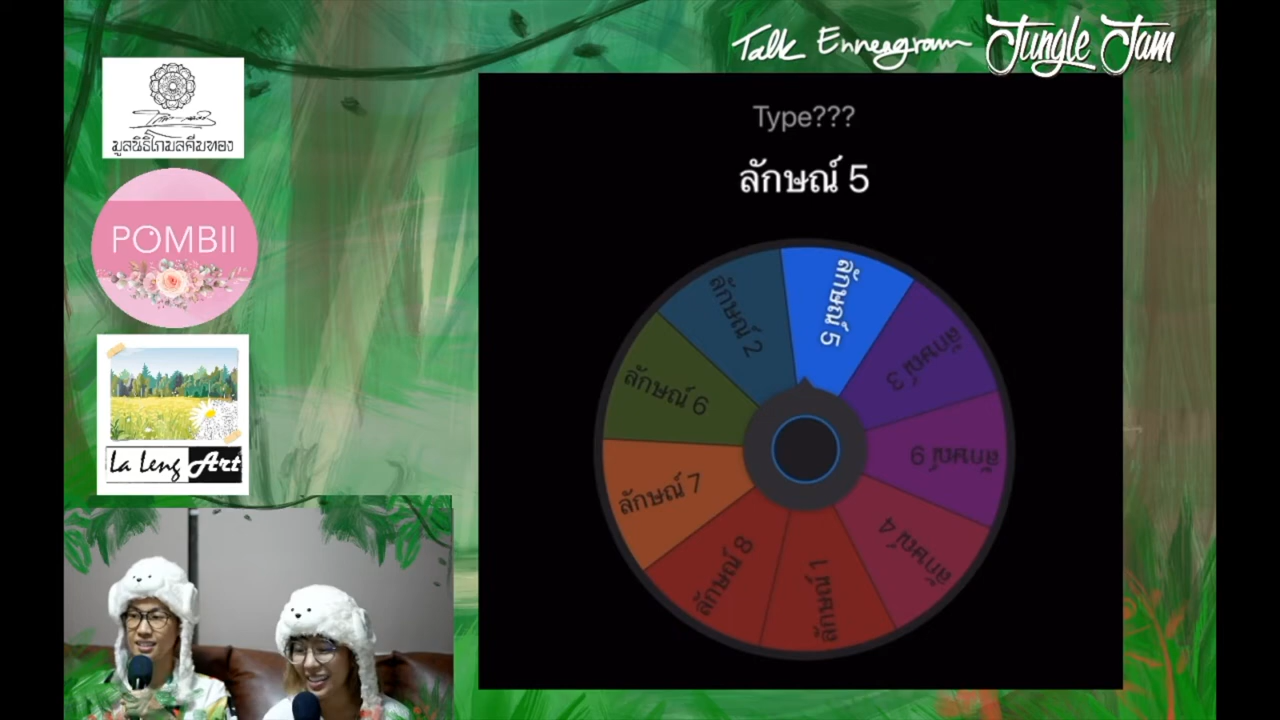 Talk Enneagram Jungle Jam
มูลนิธิโกมลคีมทอง
POMBII
La Leng Art
Type???
ลักษณ์ 5
ลักษณ์ 5
ลักษณ์ 3
ลักษณ์ 9
ลักษณ์ 4
ลักษณ์ 1
ลักษณ์ 8
ลักษณ์ 7
ลักษณ์ 6
ลักษณ์ 2